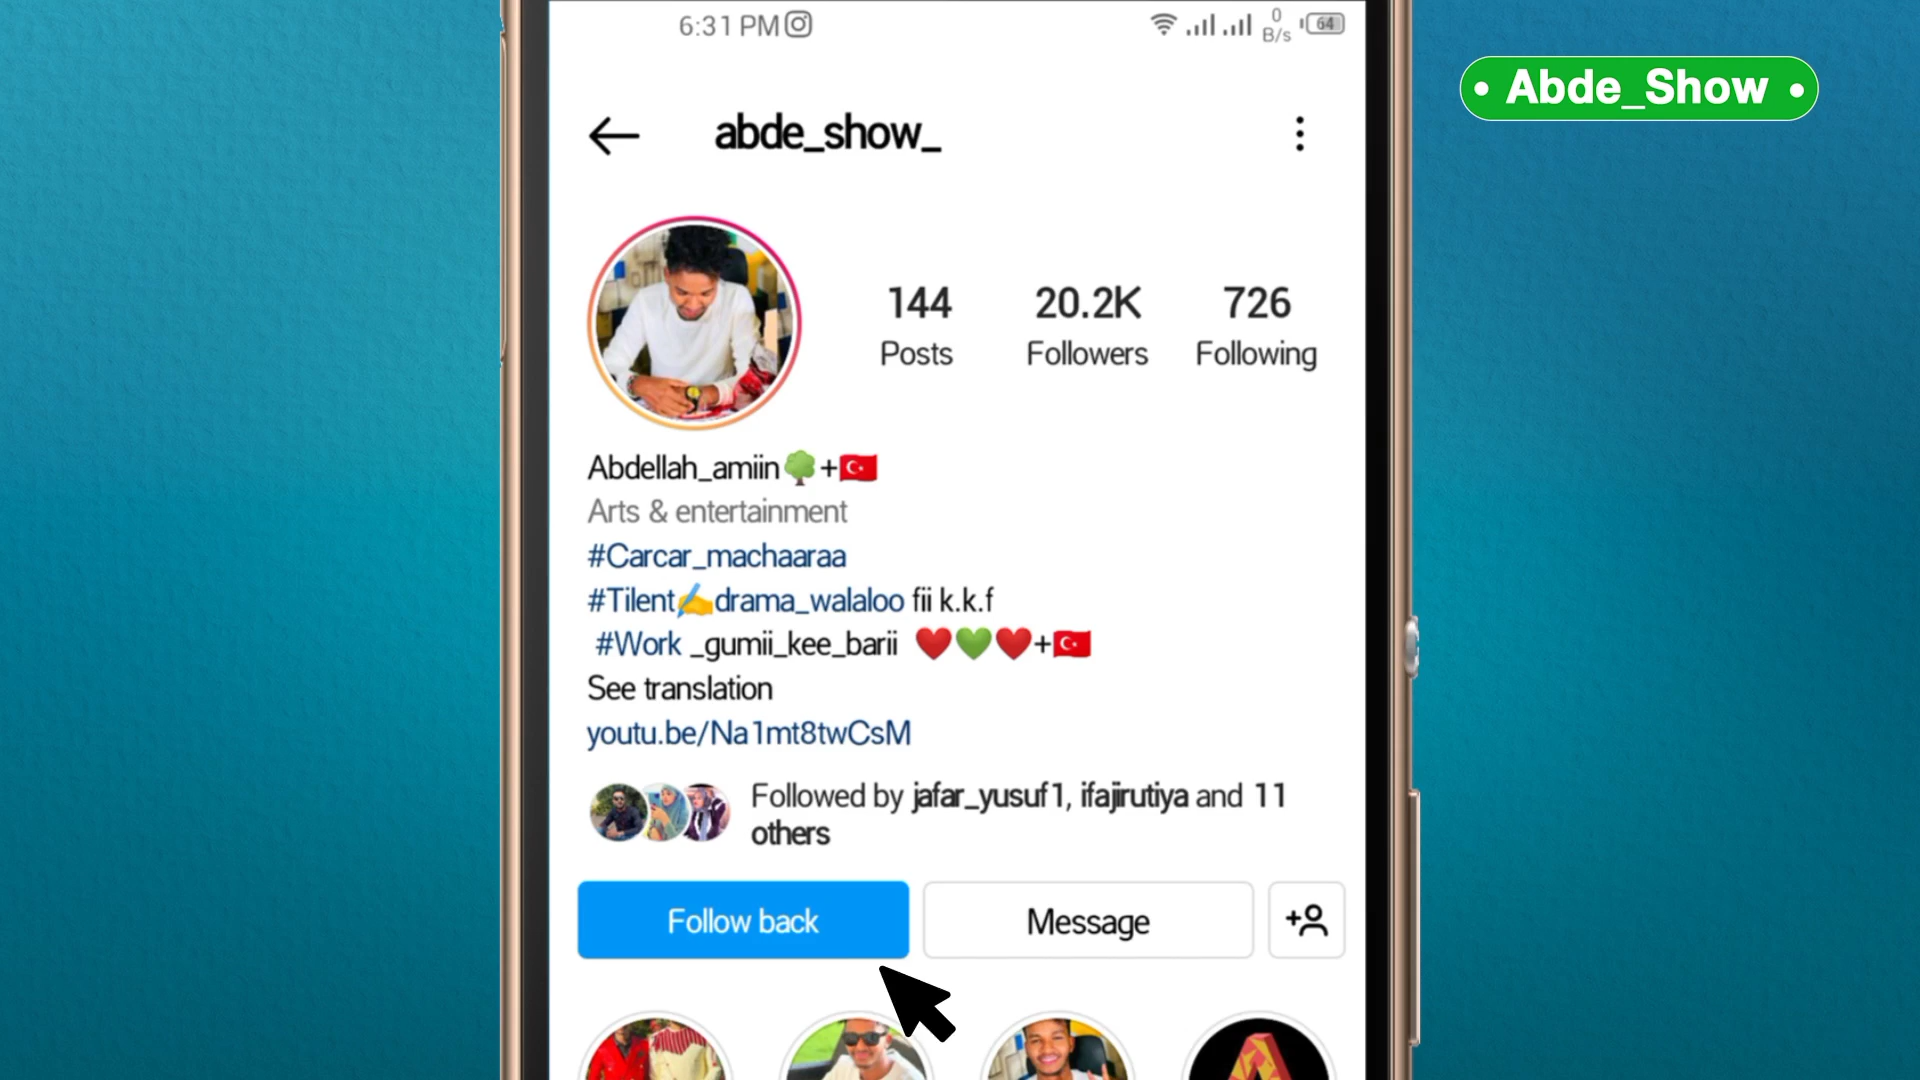 6:31 PM
0
B/s
64
• Abde_Show •
abde_show_
144
20.2K
726
Posts
Followers
Following
Abdellah_amiin🌳+🇹🇷
Arts & entertainment
#Carcar_machaaraa
#Tilent✍️drama_walaloo fii k.k.f
#Work _gumii_kee_barii ❤️💚❤️+🇹🇷
See translation
youtu.be/Na1mt8twCsM
Followed by jafar_yusuf1, ifajirutiya and 11
others
Follow back
Message